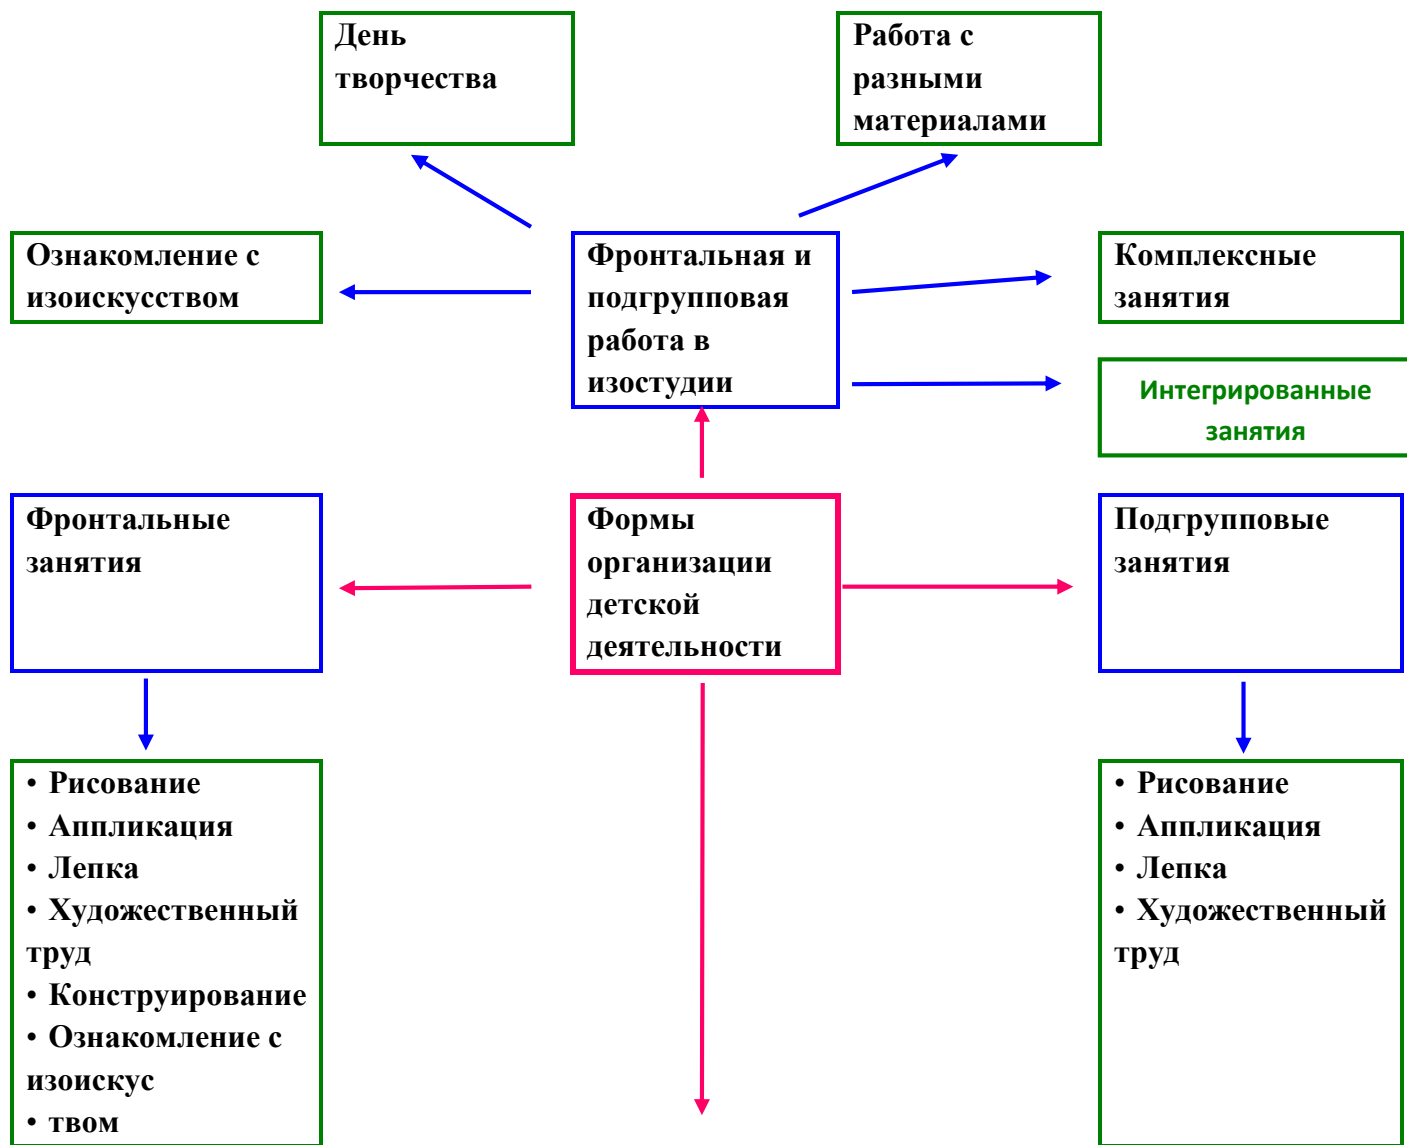 День
творчества
Работа с
разными
материалами
Ознакомление с
изоискусством
Фронтальная и
подгрупповая
работа в
изостудии
Комплексные
занятия
Интегрированные
занятия
Фронтальные
занятия
Формы
организации
детской
деятельности
Подгрупповые
занятия
• Рисование
• Аппликация
• Лепка
• Художественный
труд
• Конструирование
• Ознакомление с
изоискус
• твом
• Рисование
• Аппликация
• Лепка
• Художественный
труд